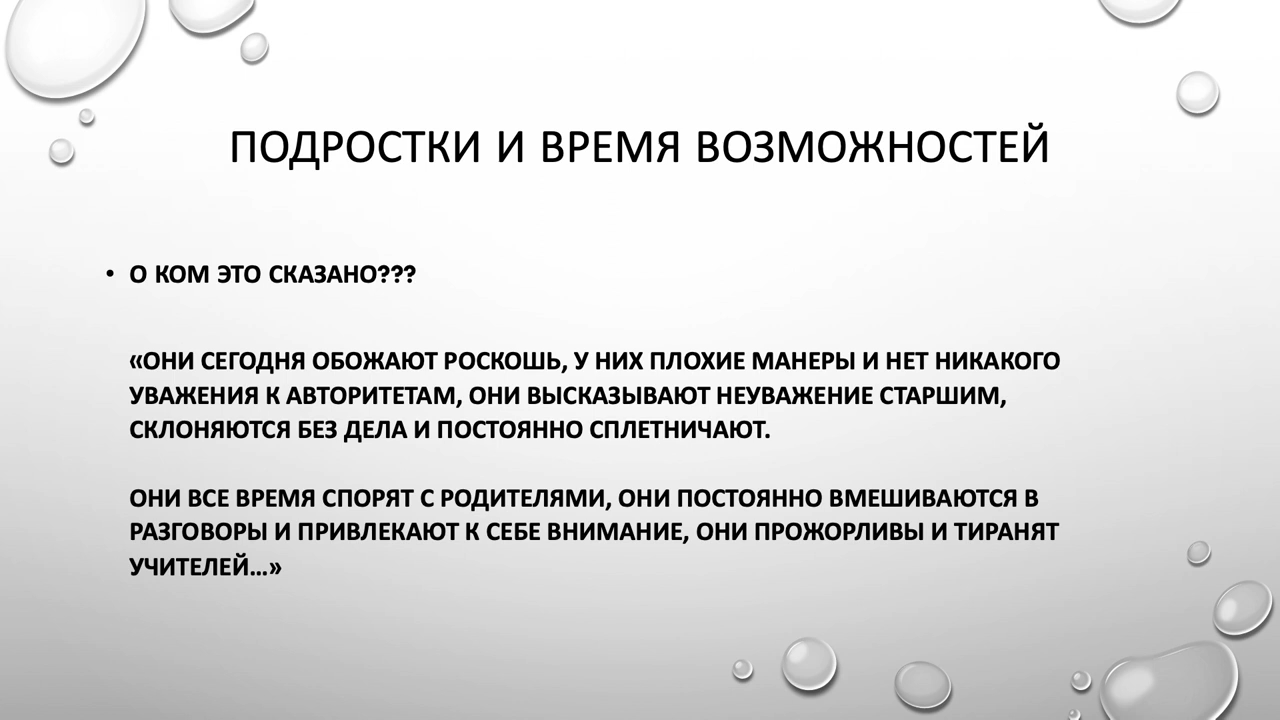 ПОДРОСТКИ И ВРЕМЯ ВОЗМОЖНОСТЕЙ
• О КОМ ЭТО СКАЗАНО???
«ОНИ СЕГОДНЯ ОБОЖАЮТ РОСКОШЬ, У НИХ ПЛОХИЕ МАНЕРЫ И НЕТ НИКАКОГО
УВАЖЕНИЯ К АВТОРИТЕТАМ, ОНИ ВЫСКАЗЫВАЮТ НЕУВАЖЕНИЕ СТАРШИМ,
СКЛОНЯЮТСЯ БЕЗ ДЕЛА И ПОСТОЯННО СПЛЕТНИЧАЮТ.
ОНИ ВСЕ ВРЕМЯ СПОРЯТ С РОДИТЕЛЯМИ, ОНИ ПОСТОЯННО ВМЕШИВАЮТСЯ В
РАЗГОВОРЫ И ПРИВЛЕКАЮТ К СЕБЕ ВНИМАНИЕ, ОНИ ПРОЖОРЛИВЫ И ТИРАНЯТ
УЧИТЕЛЕЙ…»